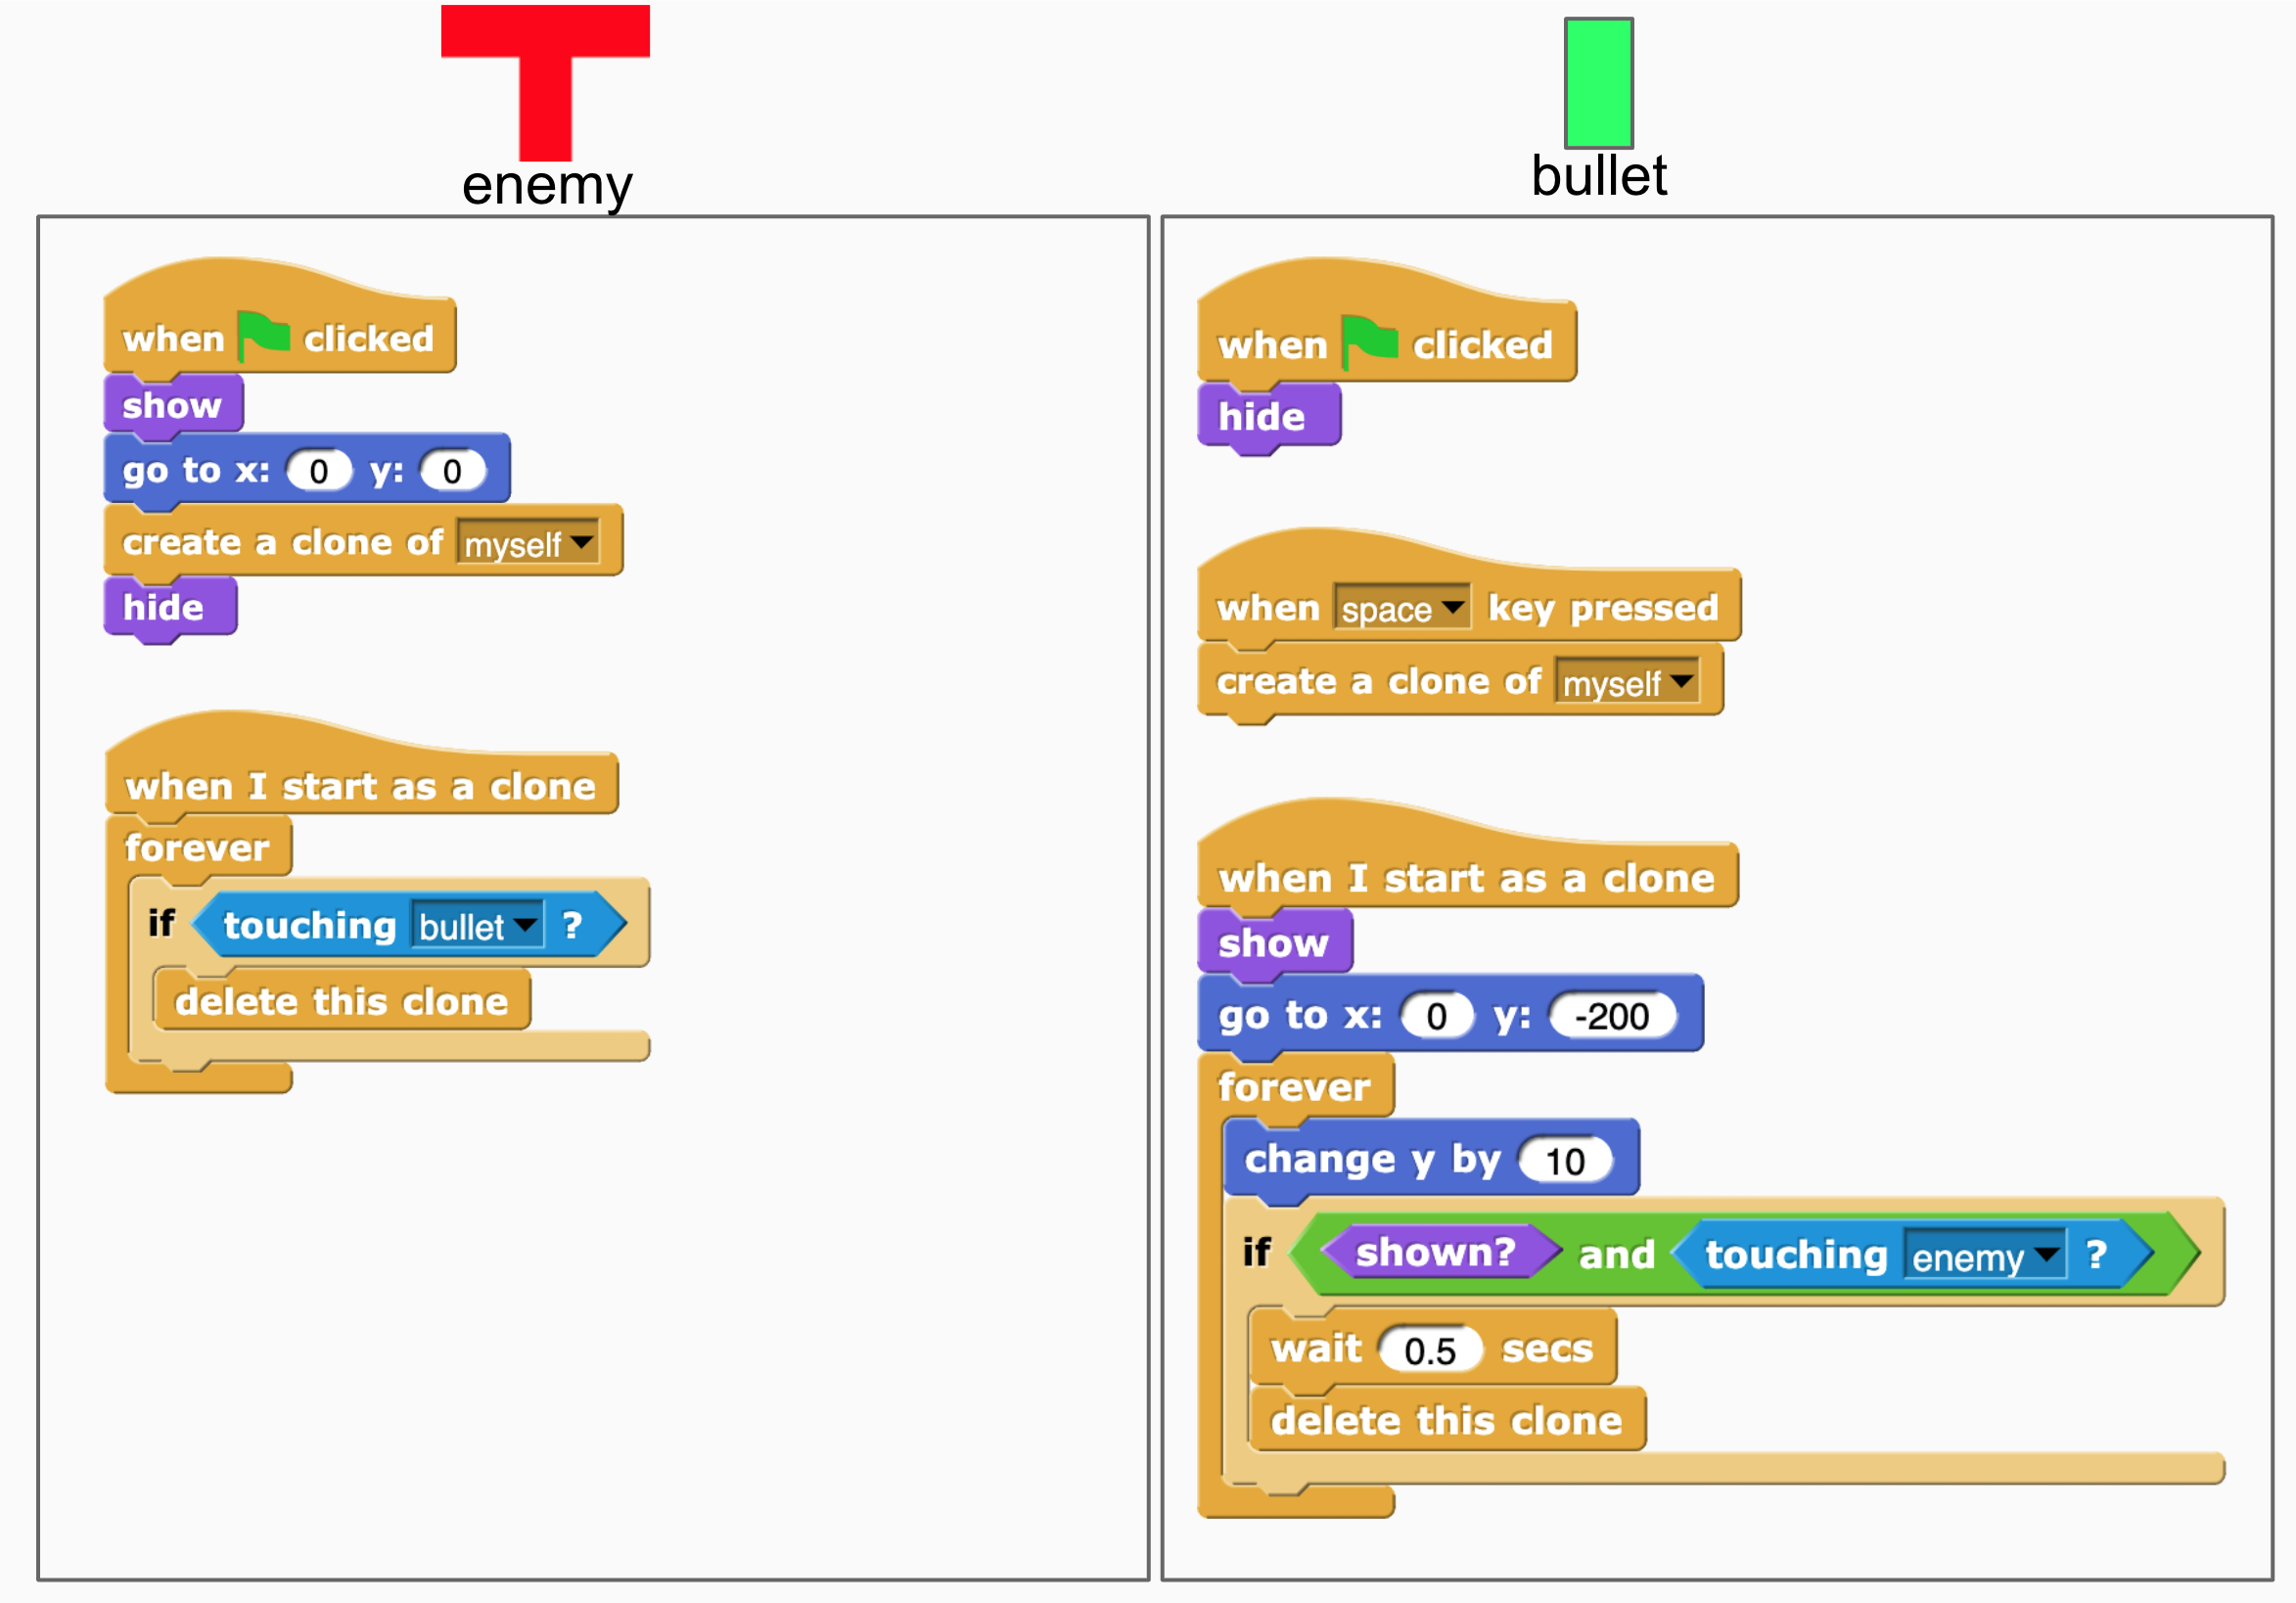 enemy
when clicked
show
go to x: 0 y: 0
create a clone of myself
hide
when I start as a clone
forever
if touching bullet ?
delete this clone
bullet
when clicked
hide
when space key pressed
create a clone of myself
when I start as a clone
show
go to x: 0 y: -200
forever
change y by 10
if shown? and touching enemy ?
wait 0.5 secs
delete this clone